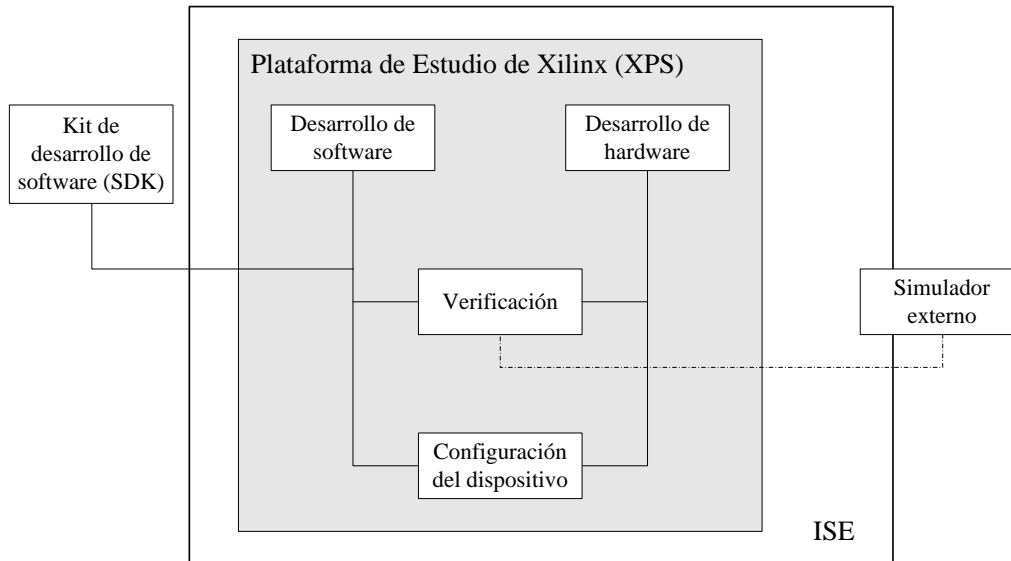 Plataforma de Estudio de Xilinx (XPS)
Kit de
desarrollo de
software (SDK)
Desarrollo de
software
Desarrollo de
hardware
Verificación
Simulador
externo
Configuración
del dispositivo
ISE